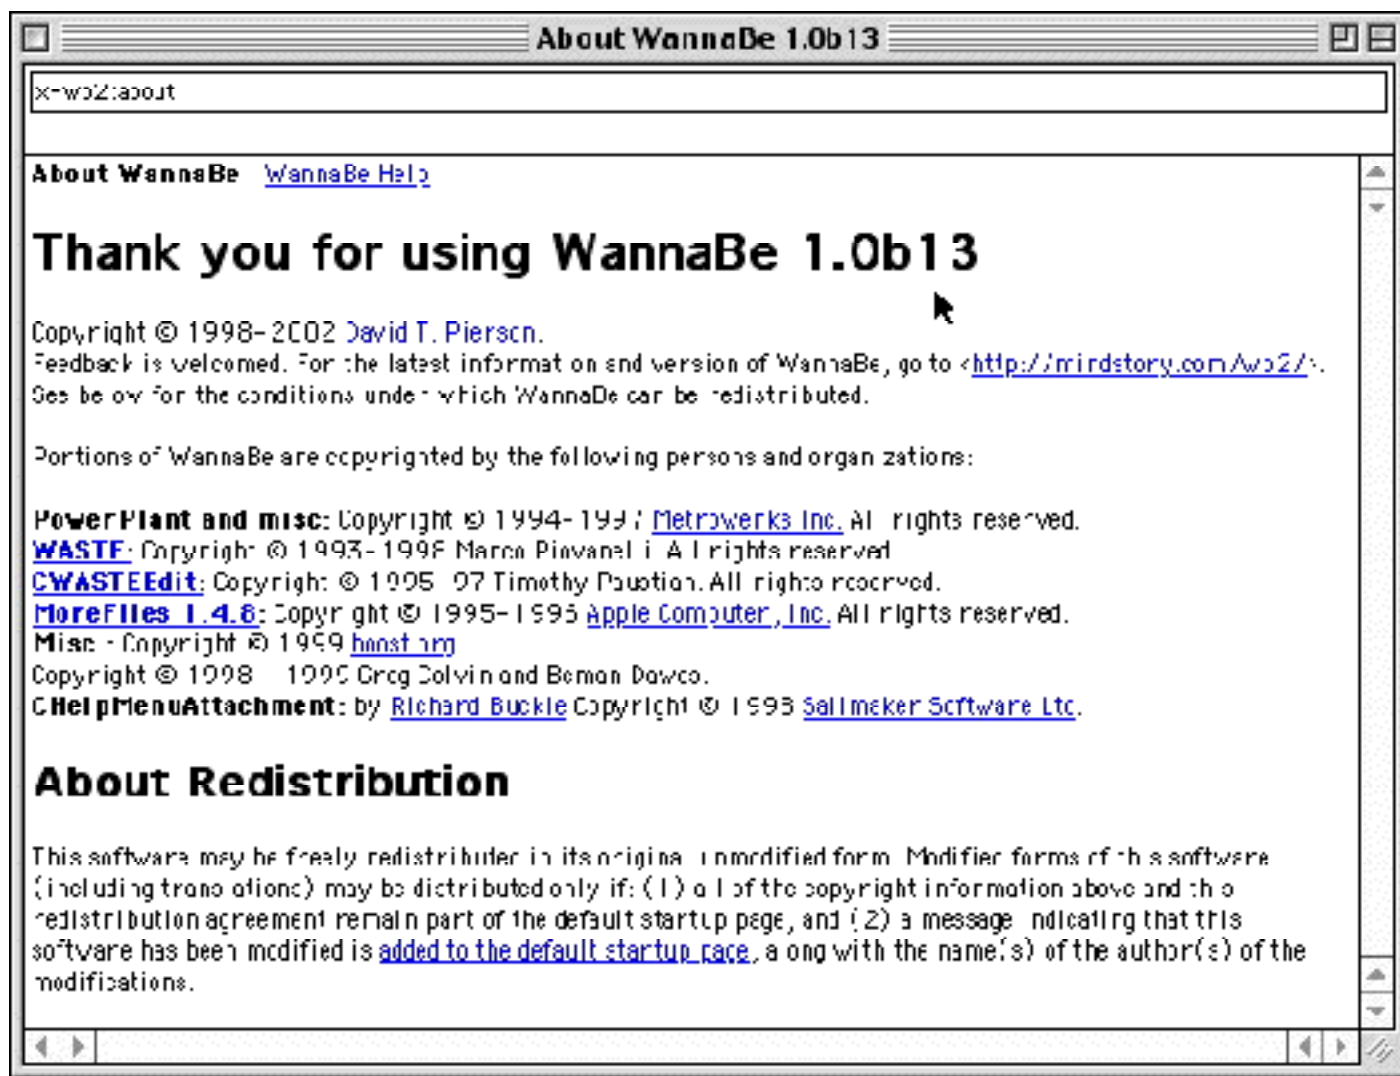 About WannaBe 1.0b13
x-wb2:about
About WannaBe WannaBe Help
Thank you for using WannaBe 1.0b13
Copyright © 1998-2002 David T. Pierson.
Feedback is welcomed. For the latest information and version of WannaBe, go to <http://mindstory.com/wb2/>.
See below for the conditions under which WannaBe can be redistributed.
Portions of WannaBe are copyrighted by the following persons and organizations:
PowerPlant and misc: Copyright © 1994-1997 Metrowerks Inc. All rights reserved.
WASTE: Copyright © 1993-1998 Marco Piovanelli. All rights reserved
CWASTEEdit: Copyright © 1995-97 Timothy Paustian. All rights reserved.
MoreFiles 1.4.8: Copyright © 1995-1996 Apple Computer, Inc. All rights reserved.
Misc - Copyright © 1999 boost.org
Copyright © 1998 - 1999 Greg Colvin and Beman Dawes.
CHelpMenuAttachment: by Richard Buckle Copyright © 1998 Sailmaker Software Ltd.
About Redistribution
This software may be freely redistributed in its original unmodified form. Modified forms of this software
(including translations) may be distributed only if: (1) all of the copyright information above and this
redistribution agreement remain part of the default startup page, and (2) a message indicating that this
software has been modified is added to the default startup page, along with the name(s) of the author(s) of the
modifications.